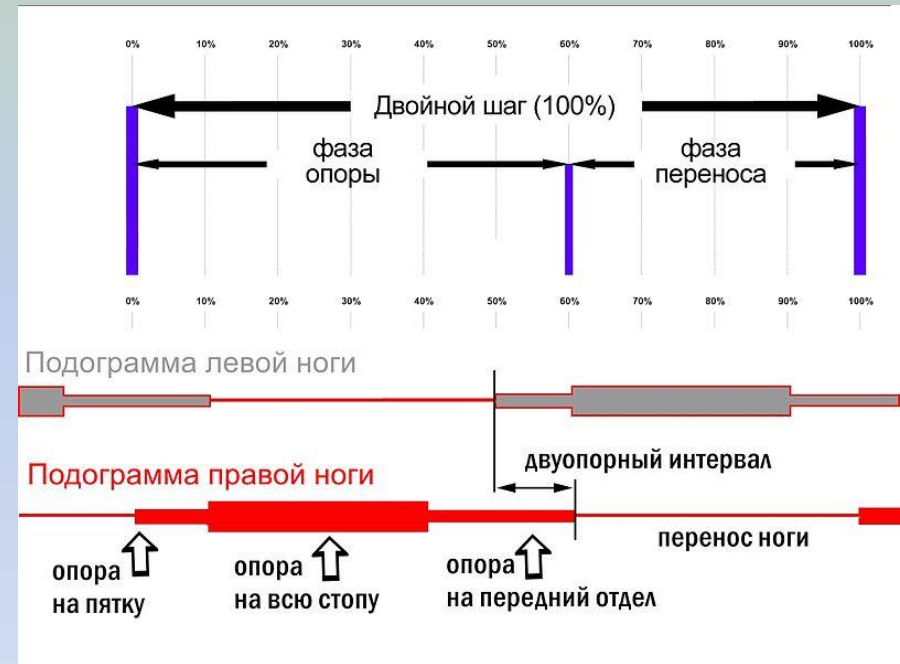 0% 10% 20% 30% 40% 50% 60% 70% 80% 90% 100%
Двойной шаг (100%)
фаза
опоры
фаза
переноса
0% 10% 20% 30% 40% 50% 60% 70% 80% 90% 100%
Подограмма левой ноги
двуопорный интервал
Подограмма правой ноги
перенос ноги
опора
на пятку
опора
на всю стопу
опора
на передний отдел